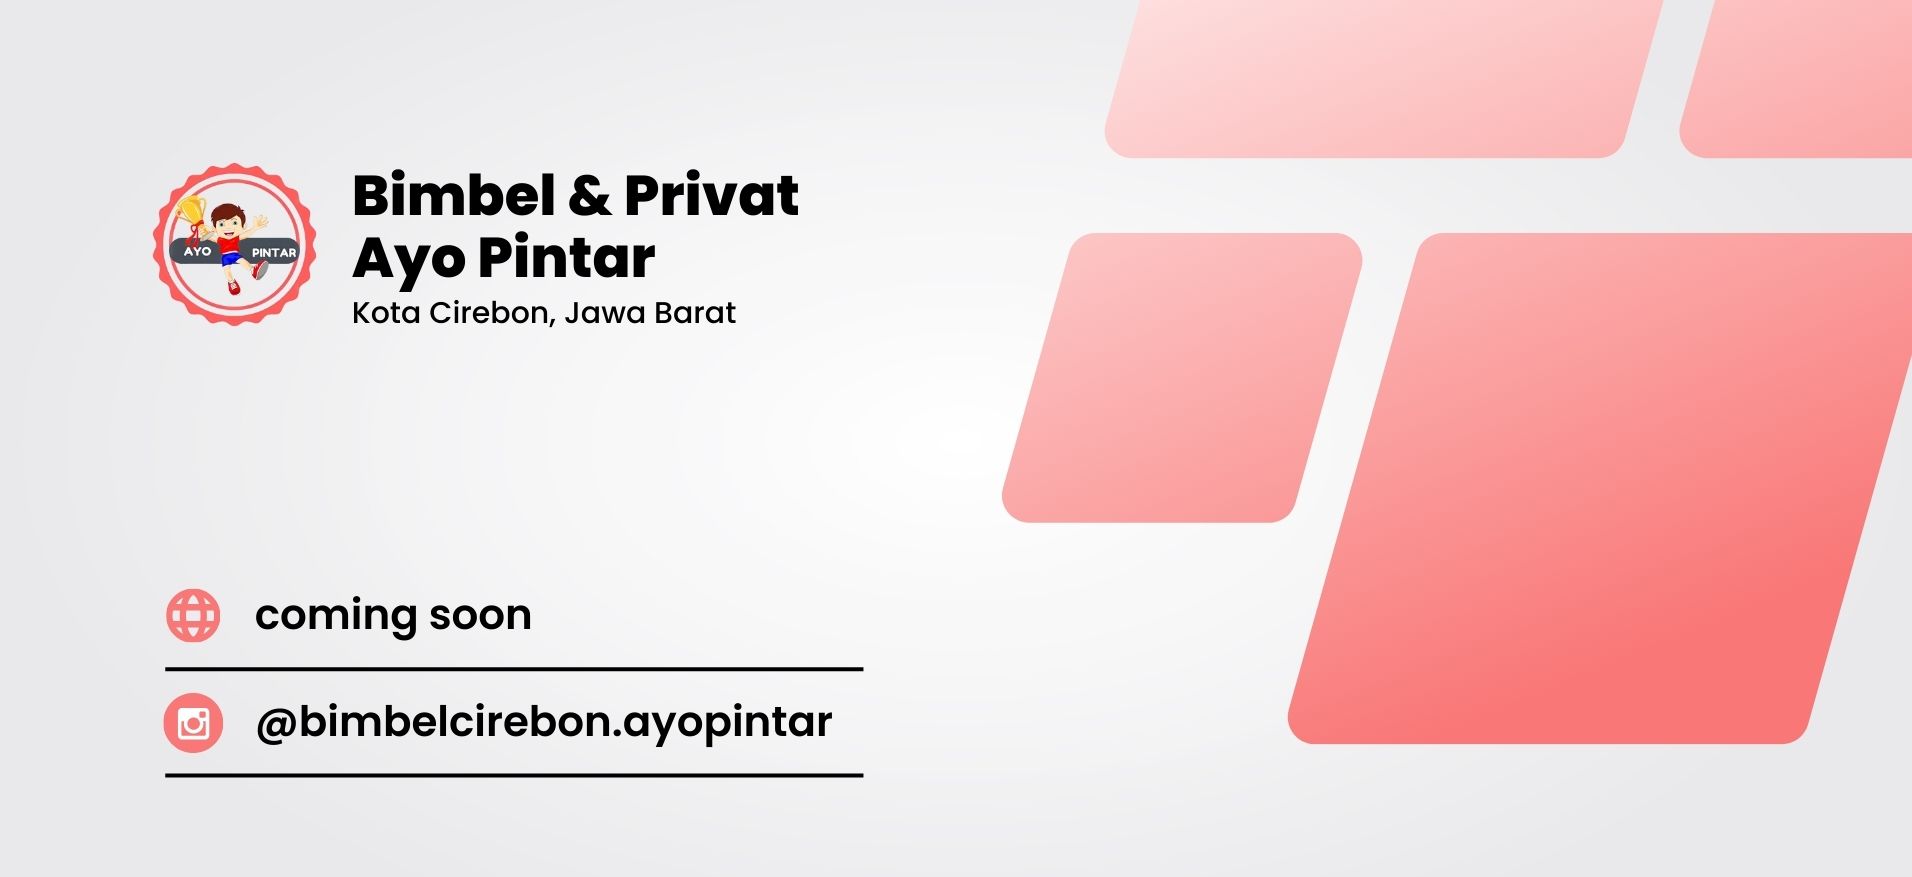 AYO PINTAR
Bimbel & Privat
Ayo Pintar
Kota Cirebon, Jawa Barat
coming soon
@bimbelcirebon.ayopintar